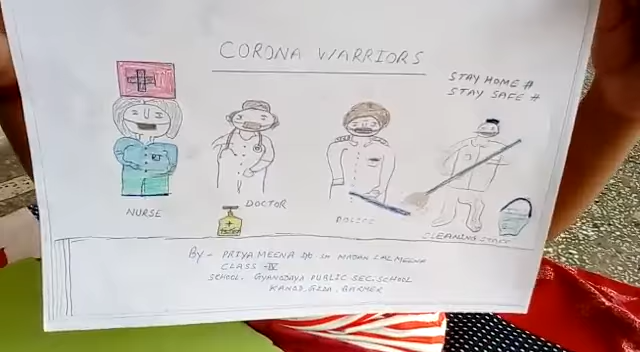 CORONA WARRIORS
STAY HOME #
STAY SAFE #
NURSE
DOCTOR
POLICE
CLEANING STAFF
By - PRIYA MEENA D/O Sh MADAN LAL MEENA
CLASS - IV
SCHOOL. GYANODAYA PUBLIC SEC. SCHOOL
BARMER